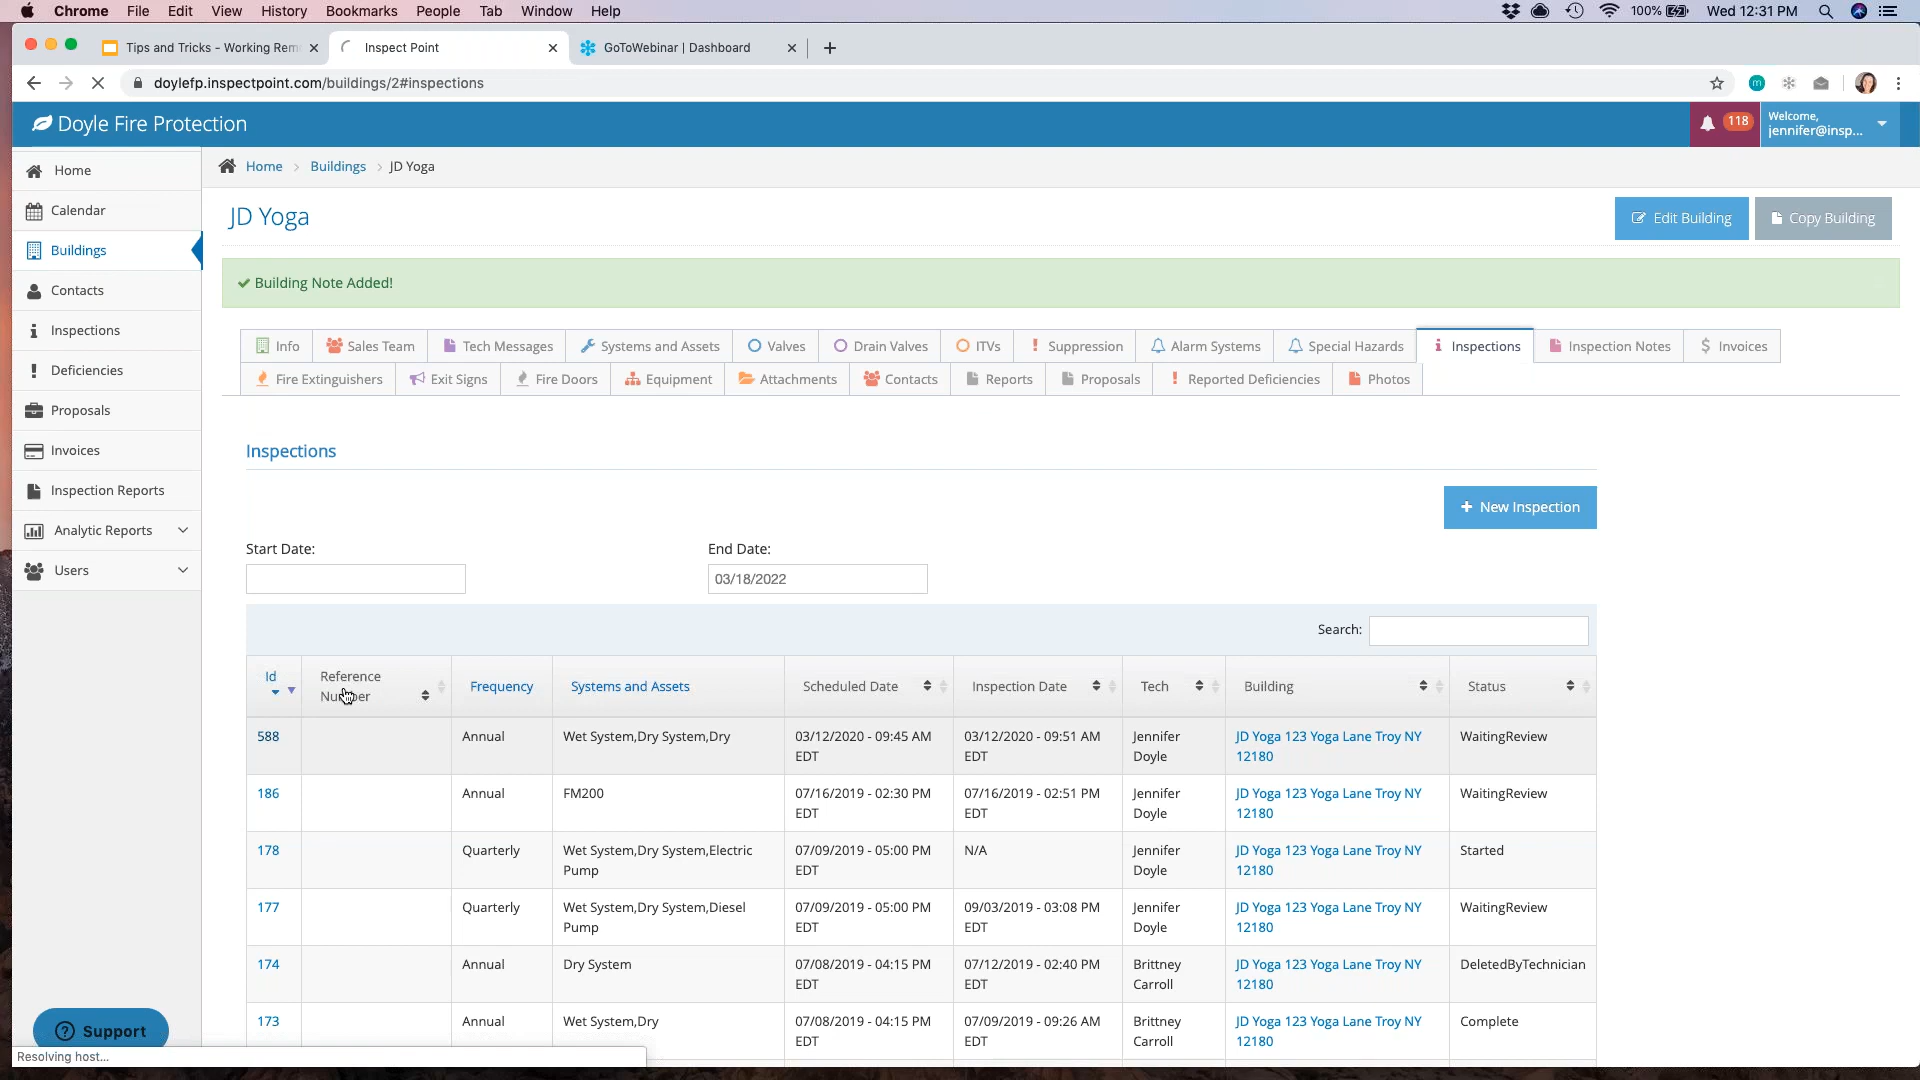 Chrome File Edit View History Bookmarks People Tab Window Help 100% Wed 12:31 PM
Tips and Tricks - Working Rem Inspect Point GoToWebinar | Dashboard
doylefp.inspectpoint.com/buildings/2#inspections
Doyle Fire Protection 118 Welcome,
jennifer@insp...
Home
Calendar
Buildings
Contacts
Inspections
Deficiencies
Proposals
Invoices
Inspection Reports
Analytic Reports
Users
Support
Resolving host...
Home > Buildings > JD Yoga
JD Yoga Edit Building Copy Building
Building Note Added!
Info Sales Team Tech Messages Systems and Assets Valves Drain Valves ITVs Suppression Alarm Systems Special Hazards Inspections Inspection Notes Invoices
Fire Extinguishers Exit Signs Fire Doors Equipment Attachments Contacts Reports Proposals Reported Deficiencies Photos
Inspections
+ New Inspection
Start Date: End Date:
03/18/2022
Search:
Id Reference Number Frequency Systems and Assets Scheduled Date Inspection Date Tech Building Status
588 Annual Wet System,Dry System,Dry 03/12/2020 - 09:45 AM 03/12/2020 - 09:51 AM Jennifer JD Yoga 123 Yoga Lane Troy NY WaitingReview
EDT EDT Doyle 12180
186 Annual FM200 07/16/2019 - 02:30 PM 07/16/2019 - 02:51 PM Jennifer JD Yoga 123 Yoga Lane Troy NY WaitingReview
EDT EDT Doyle 12180
178 Quarterly Wet System,Dry System,Electric 07/09/2019 - 05:00 PM N/A Jennifer JD Yoga 123 Yoga Lane Troy NY Started
Pump EDT Doyle 12180
177 Quarterly Wet System,Dry System,Diesel 07/09/2019 - 05:00 PM 09/03/2019 - 03:08 PM Jennifer JD Yoga 123 Yoga Lane Troy NY WaitingReview
Pump EDT EDT Doyle 12180
174 Annual Dry System 07/08/2019 - 04:15 PM 07/12/2019 - 02:40 PM Brittney JD Yoga 123 Yoga Lane Troy NY DeletedByTechnician
EDT EDT Carroll 12180
173 Annual Wet System,Dry 07/08/2019 - 04:15 PM 07/09/2019 - 09:26 AM Brittney JD Yoga 123 Yoga Lane Troy NY Complete
EDT EDT Carroll 12180